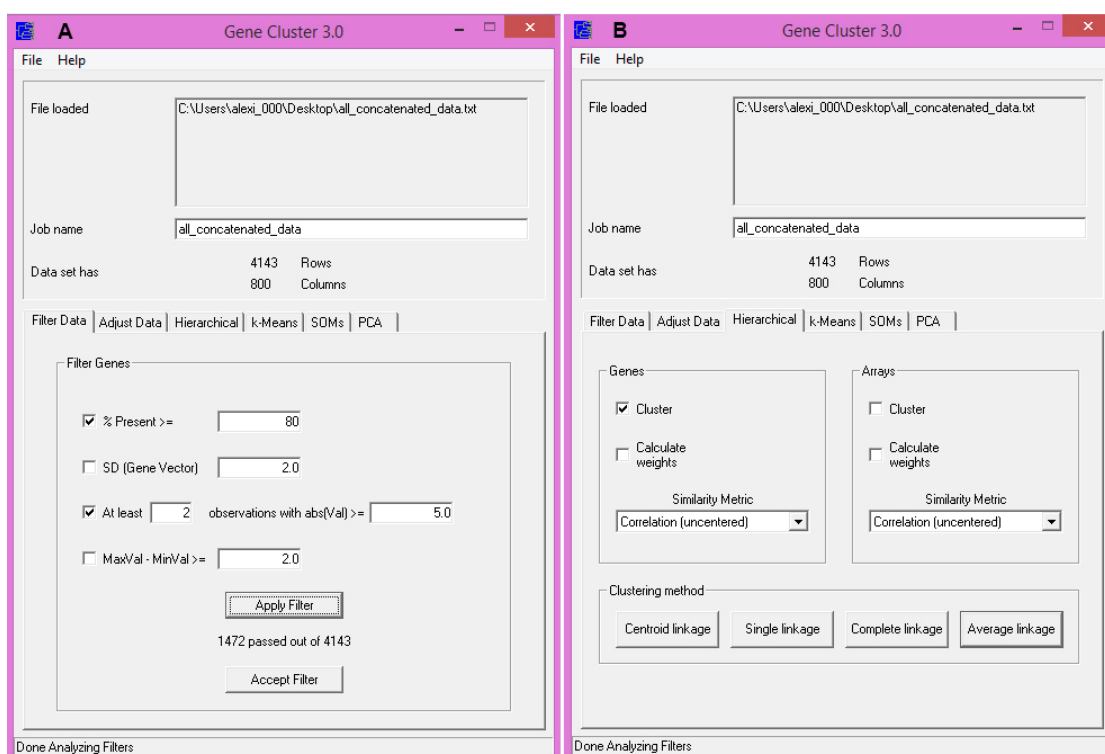 A Gene Cluster 3.0
File Help
File loaded C:\Users\alexi_000\Desktop\all_concatenated_data.txt
Job name all_concatenated_data
Data set has
4143 Rows
800 Columns
Filter Data Adjust Data Hierarchical k-Means SOMs PCA
Filter Genes
% Present >= 80
SD (Gene Vector) 2.0
At least 2 observations with abs(Val) >= 5.0
MaxVal - MinVal >= 2.0
Apply Filter
1472 passed out of 4143
Accept Filter
Done Analyzing Filters
B Gene Cluster 3.0
File Help
File loaded C:\Users\alexi_000\Desktop\all_concatenated_data.txt
Job name all_concatenated_data
Data set has
4143 Rows
800 Columns
Filter Data Adjust Data Hierarchical k-Means SOMs PCA
Genes
Cluster
Calculate
weights
Similarity Metric
Correlation (uncentered)
Arrays
Cluster
Calculate
weights
Similarity Metric
Correlation (uncentered)
Clustering method
Centroid linkage Single linkage Complete linkage Average linkage
Done Analyzing Filters